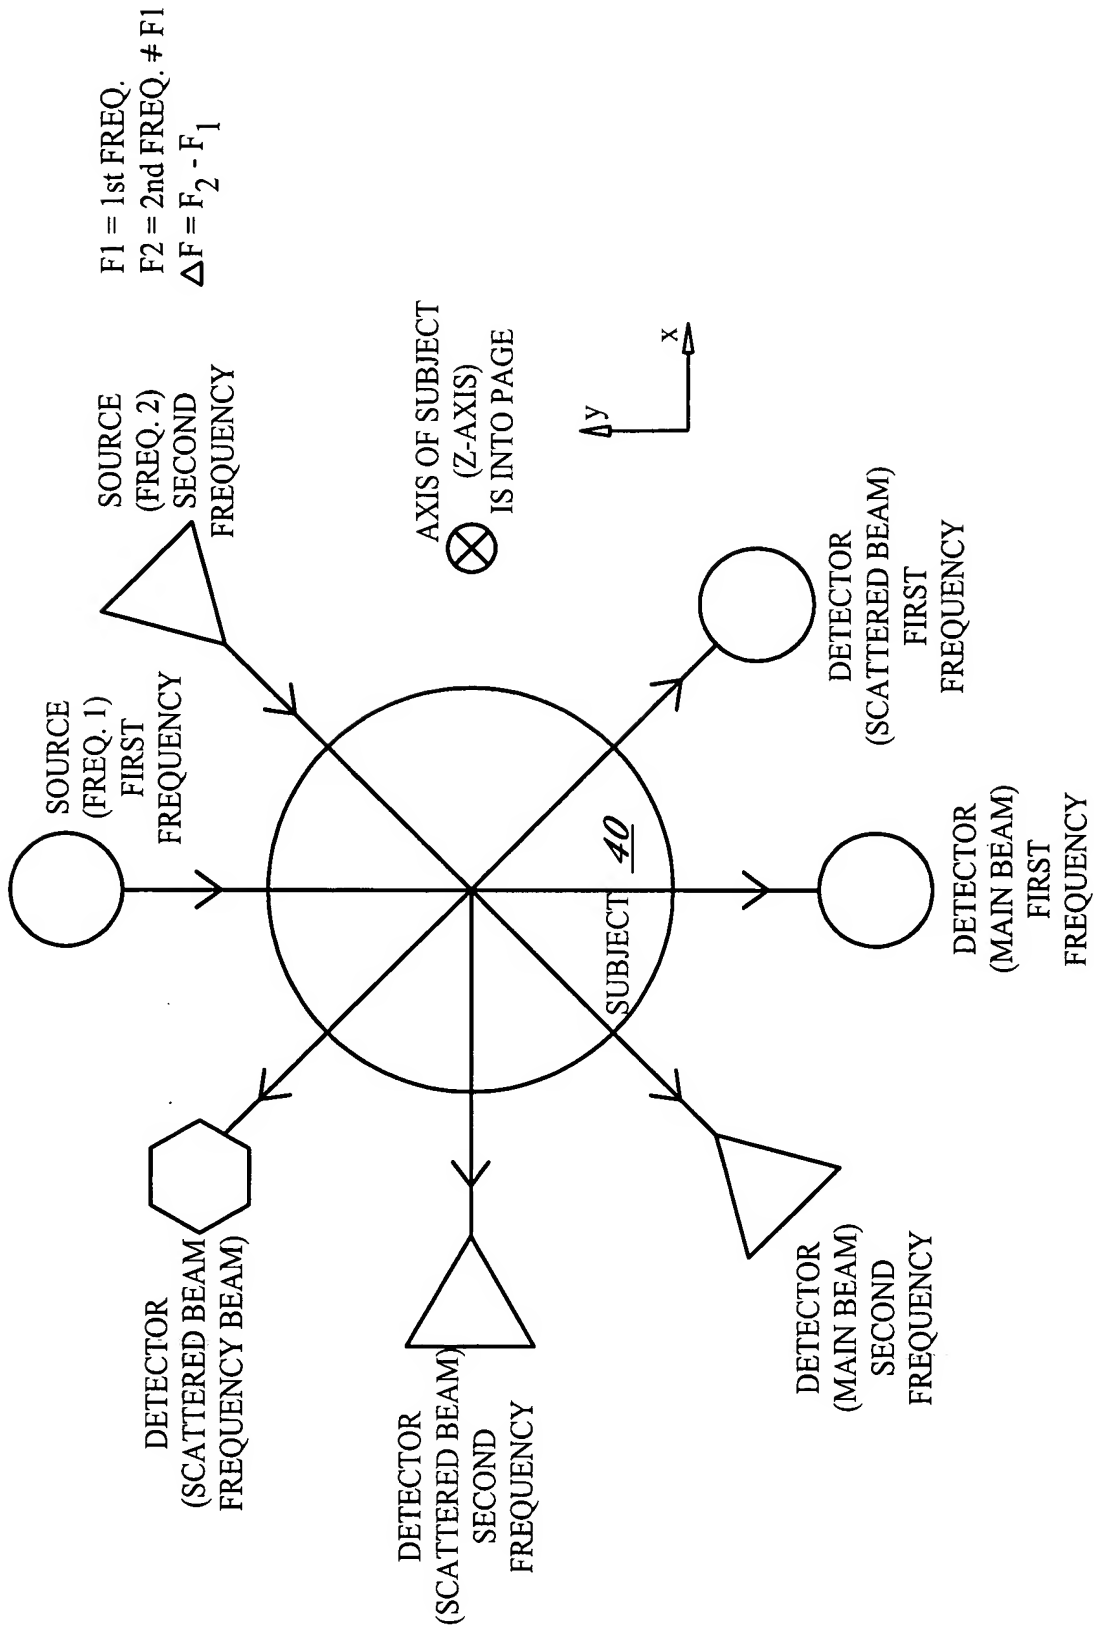 F1 = 1st FREQ.
F2 = 2nd FREQ. ≠ F1
△F = F2 - F1
SOURCE
(FREQ. 1)
FIRST
FREQUENCY
SOURCE
(FREQ. 2)
SECOND
FREQUENCY
AXIS OF SUBJECT
(Z-AXIS)
IS INTO PAGE
y
x
SUBJECT 40
DETECTOR
(SCATTERED BEAM
FREQUENCY BEAM)
DETECTOR
(SCATTERED BEAM)
SECOND
FREQUENCY
DETECTOR
(MAIN BEAM)
SECOND
FREQUENCY
DETECTOR
(MAIN BEAM)
FIRST
FREQUENCY
DETECTOR
(SCATTERED BEAM)
FIRST
FREQUENCY